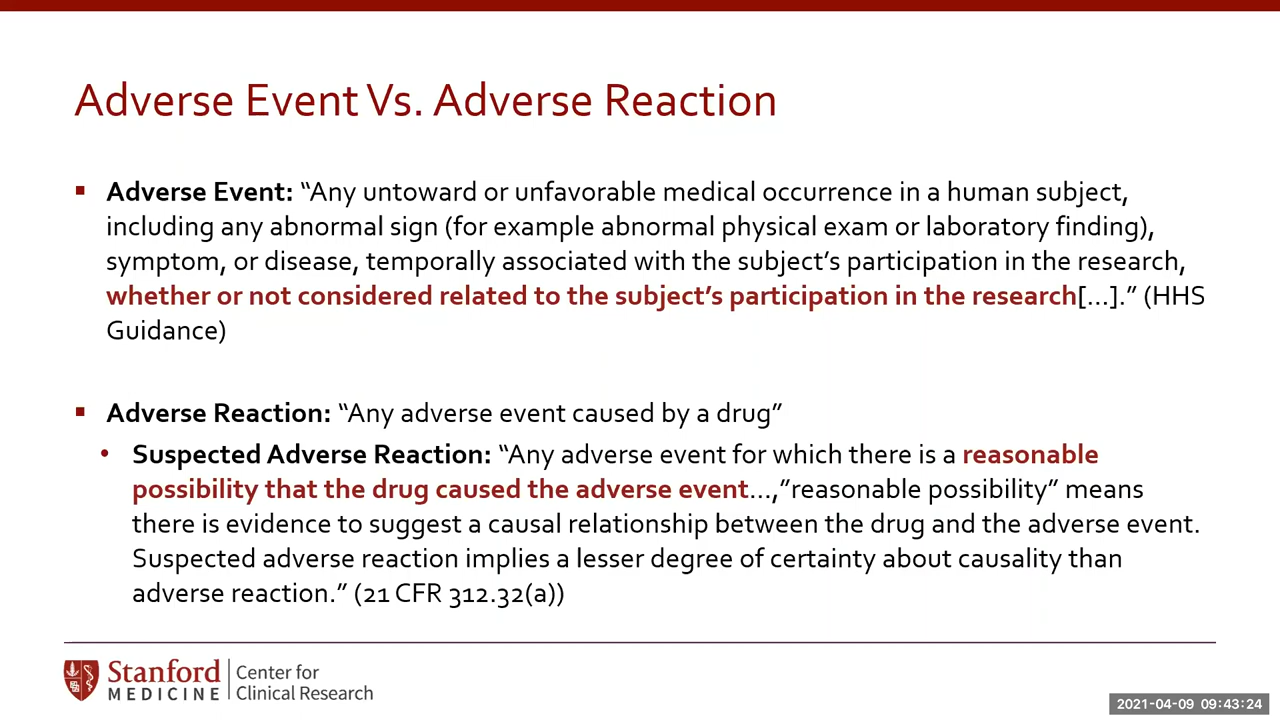 Adverse Event Vs. Adverse Reaction
▪ Adverse Event: “Any untoward or unfavorable medical occurrence in a human subject,
including any abnormal sign (for example abnormal physical exam or laboratory finding),
symptom, or disease, temporally associated with the subject’s participation in the research,
whether or not considered related to the subject’s participation in the research[…].” (HHS
Guidance)
▪ Adverse Reaction: “Any adverse event caused by a drug”
• Suspected Adverse Reaction: “Any adverse event for which there is a reasonable
possibility that the drug caused the adverse event…,”reasonable possibility” means
there is evidence to suggest a causal relationship between the drug and the adverse event.
Suspected adverse reaction implies a lesser degree of certainty about causality than
adverse reaction.” (21 CFR 312.32(a))
Stanford
MEDICINE
Center for
Clinical Research
2021-04-09 09:43:24